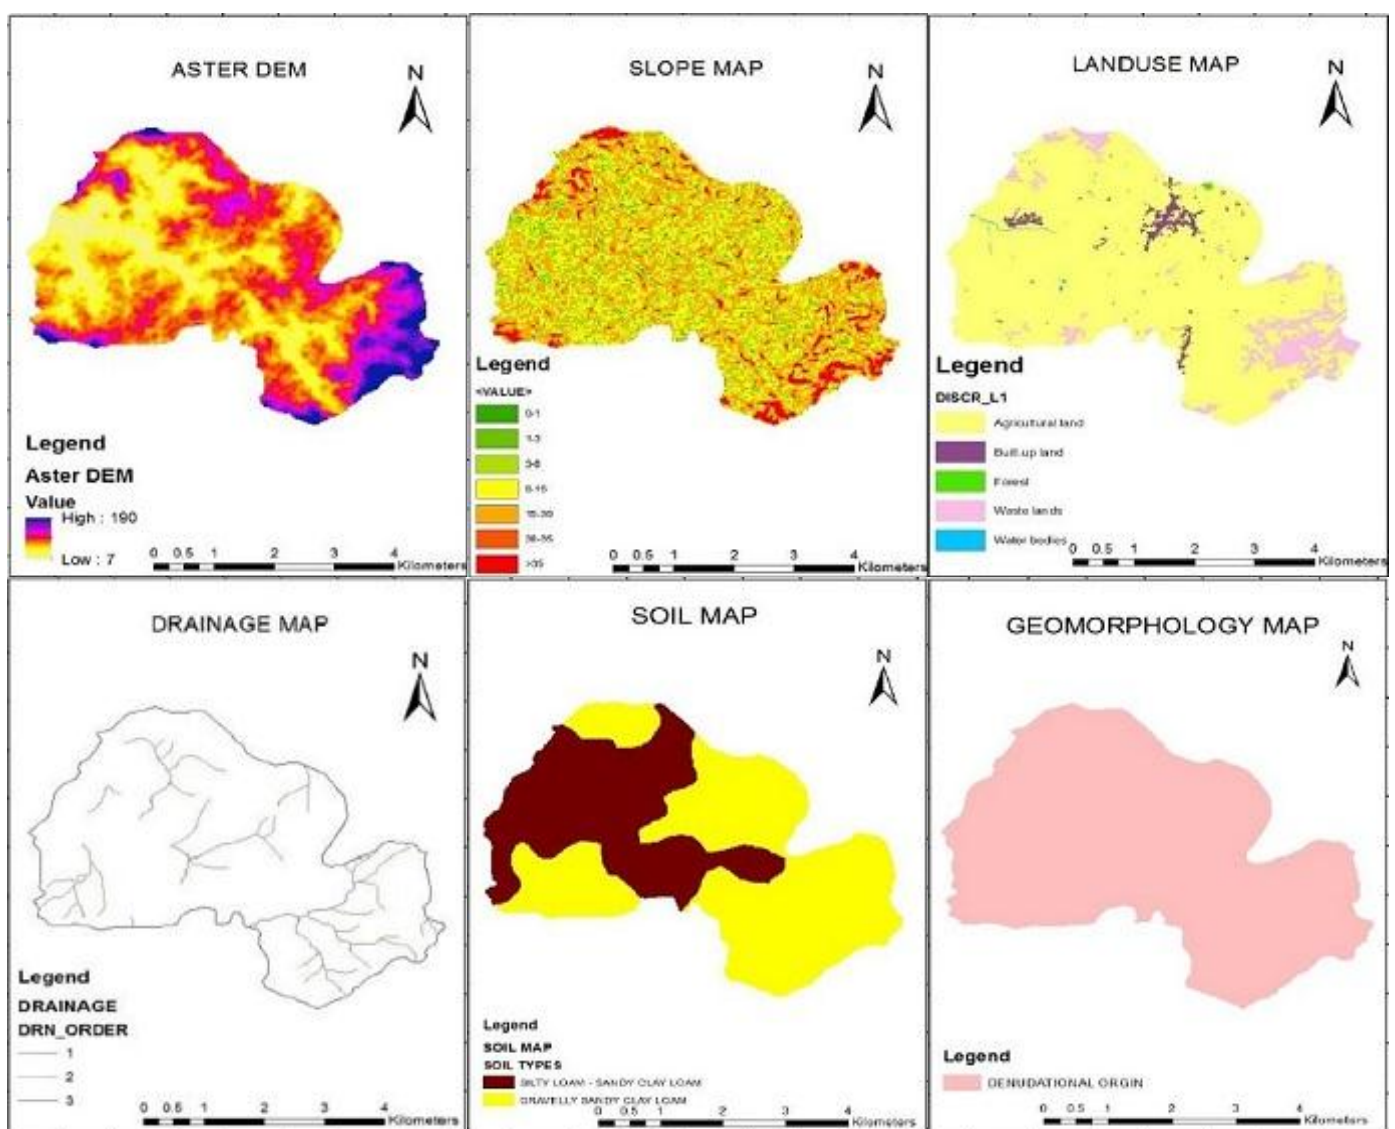 ASTER DEM
N
Legend
Aster DEM
Value
High : 190
Low : 7
0 0.5 1 2 3 4
Kilometers
SLOPE MAP
N
Legend
<VALUE>
0-1
1-3
3-8
8-15
15-30
30-35
>35
0 0.5 1 2 3 4
Kilometers
LANDUSE MAP
N
Legend
DISCR_L1
Agricultural land
Built up land
Forest
Waste lands
Water bodies
0 0.5 1 2 3 4
Kilometers
DRAINAGE MAP
N
Legend
DRAINAGE
DRN_ORDER
1
2
3
0 0.5 1 2 3 4
Kilometers
SOIL MAP
N
Legend
SOIL MAP
SOIL TYPES
SILTY LOAM - SANDY CLAY LOAM
GRAVELLY SANDY CLAY LOAM
0 0.5 1 2 3 4
Kilometers
GEOMORPHOLOGY MAP
N
Legend
DENUDATIONAL ORGIN
0 0.5 1 2 3 4
Kilometers